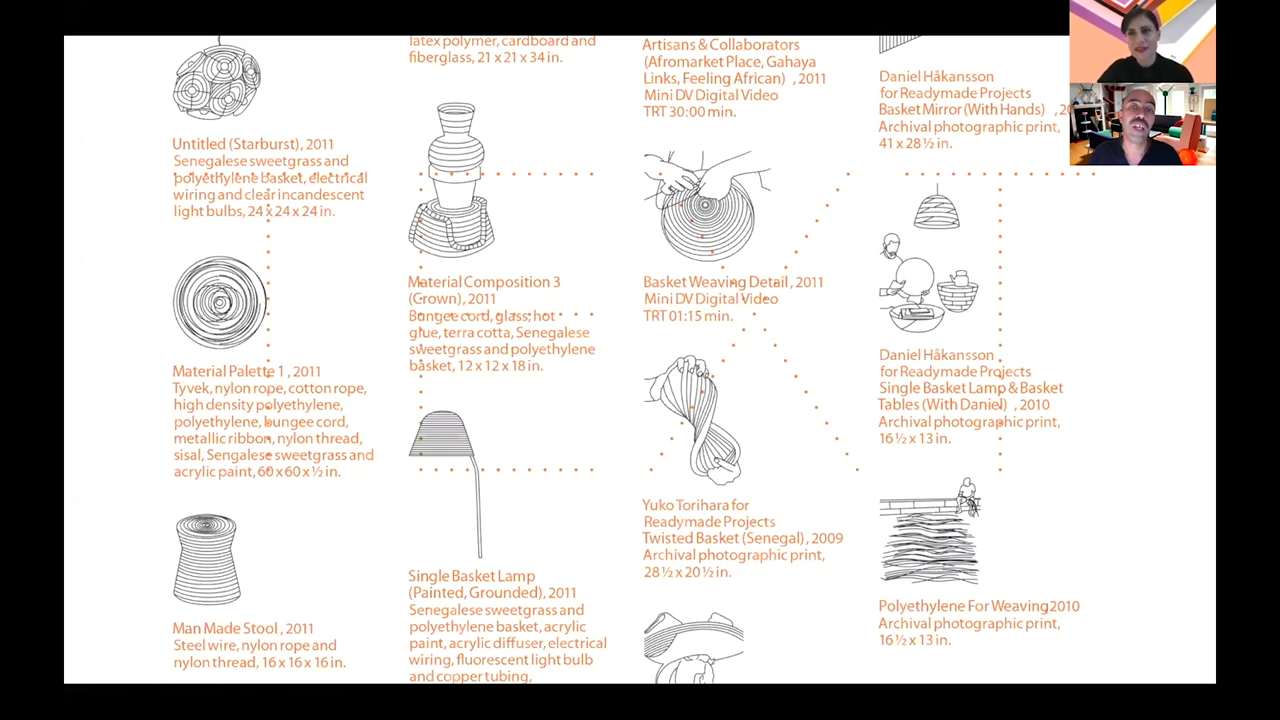 Untitled (Starburst), 2011
Senegalese sweetgrass and
polyethylene basket, electrical
wiring and clear incandescent
light bulbs, 24 x 24 x 24 in.
Material Palette 1, 2011
Tyvek, nylon rope, cotton rope,
high density polyethylene,
polyethylene, bungee cord,
metallic ribbon, nylon thread,
sisal, Sengalese sweetgrass and
acrylic paint, 60 x 60 x ½ in.
Man Made Stool, 2011
Steel wire, nylon rope and
nylon thread, 16 x 16 x 16 in.
latex polymer, cardboard and
fiberglass, 21 x 21 x 34 in.
Material Composition 3
(Grown), 2011
Bungee cord, glass, hot
glue, terra cotta, Senegalese
sweetgrass and polyethylene
basket, 12 x 12 x 18 in.
Single Basket Lamp
(Painted, Grounded), 2011
Senegalese sweetgrass and
polyethylene basket, acrylic
paint, acrylic diffuser, electrical
wiring, fluorescent light bulb
and copper tubing,
Artisans & Collaborators
(Afromarket Place, Gahaya
Links, Feeling African) , 2011
Mini DV Digital Video
TRT 30:00 min.
Basket Weaving Detail, 2011
Mini DV Digital Video
TRT 01:15 min.
Yuko Torihara for
Readymade Projects
Twisted Basket (Senegal), 2009
Archival photographic print,
28 ½ x 20 ½ in.
Daniel Håkansson
for Readymade Projects
Basket Mirror (With Hands) , 20
Archival photographic print,
41 x 28 ½ in.
Daniel Håkansson
for Readymade Projects
Single Basket Lamp & Basket
Tables (With Daniel) , 2010
Archival photographic print,
16 ½ x 13 in.
Polyethylene For Weaving, 2010
Archival photographic print,
16 ½ x 13 in.